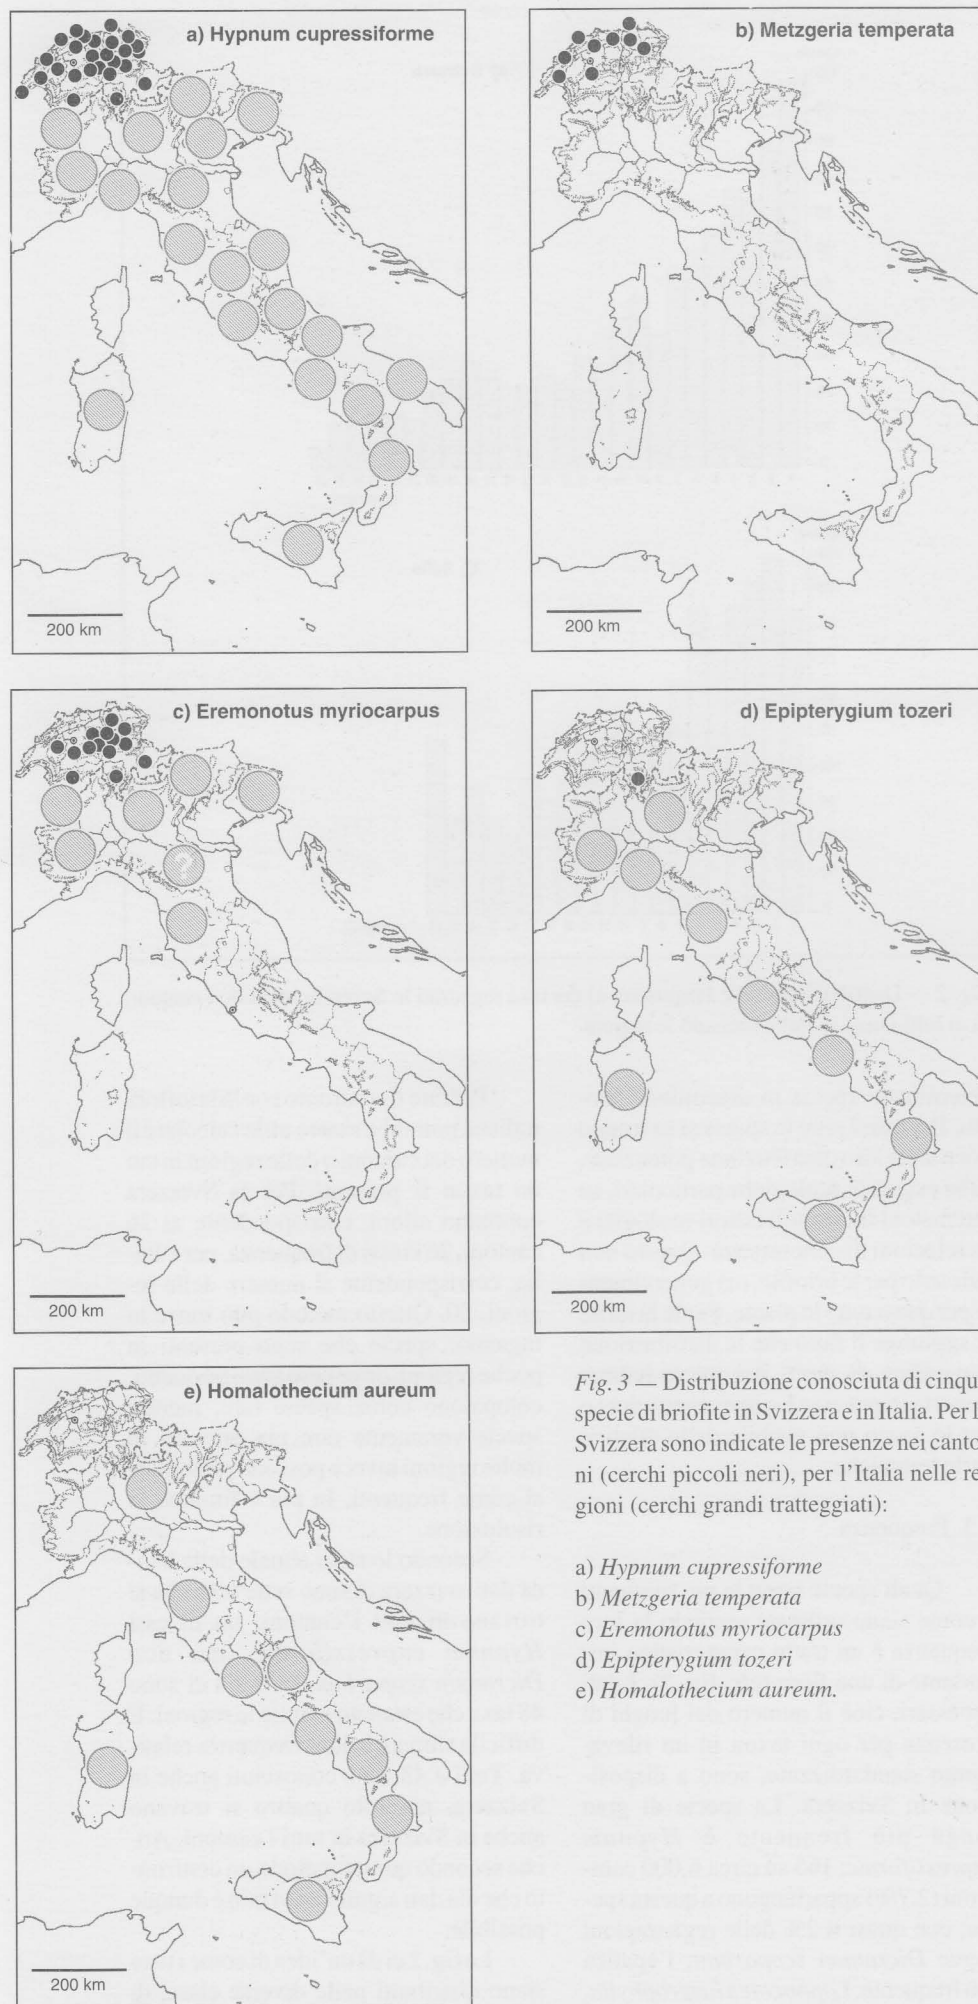 a) Hypnum cupressiforme
200 km
b) Metzgeria temperata
200 km
c) Eremonotus myriocarpus
?
200 km
d) Epipterygium tozeri
200 km
e) Homalothecium aureum
200 km
Fig. 3 — Distribuzione conosciuta di cinqu
specie di briofite in Svizzera e in Italia. Per l
Svizzera sono indicate le presenze nei canto-
ni (cerchi piccoli neri), per l'Italia nelle re
gioni (cerchi grandi tratteggiati):
a) Hypnum cupressiforme
b) Metzgeria temperata
c) Eremonotus myriocarpus
d) Epipterygium tozeri
e) Homalothecium aureum.